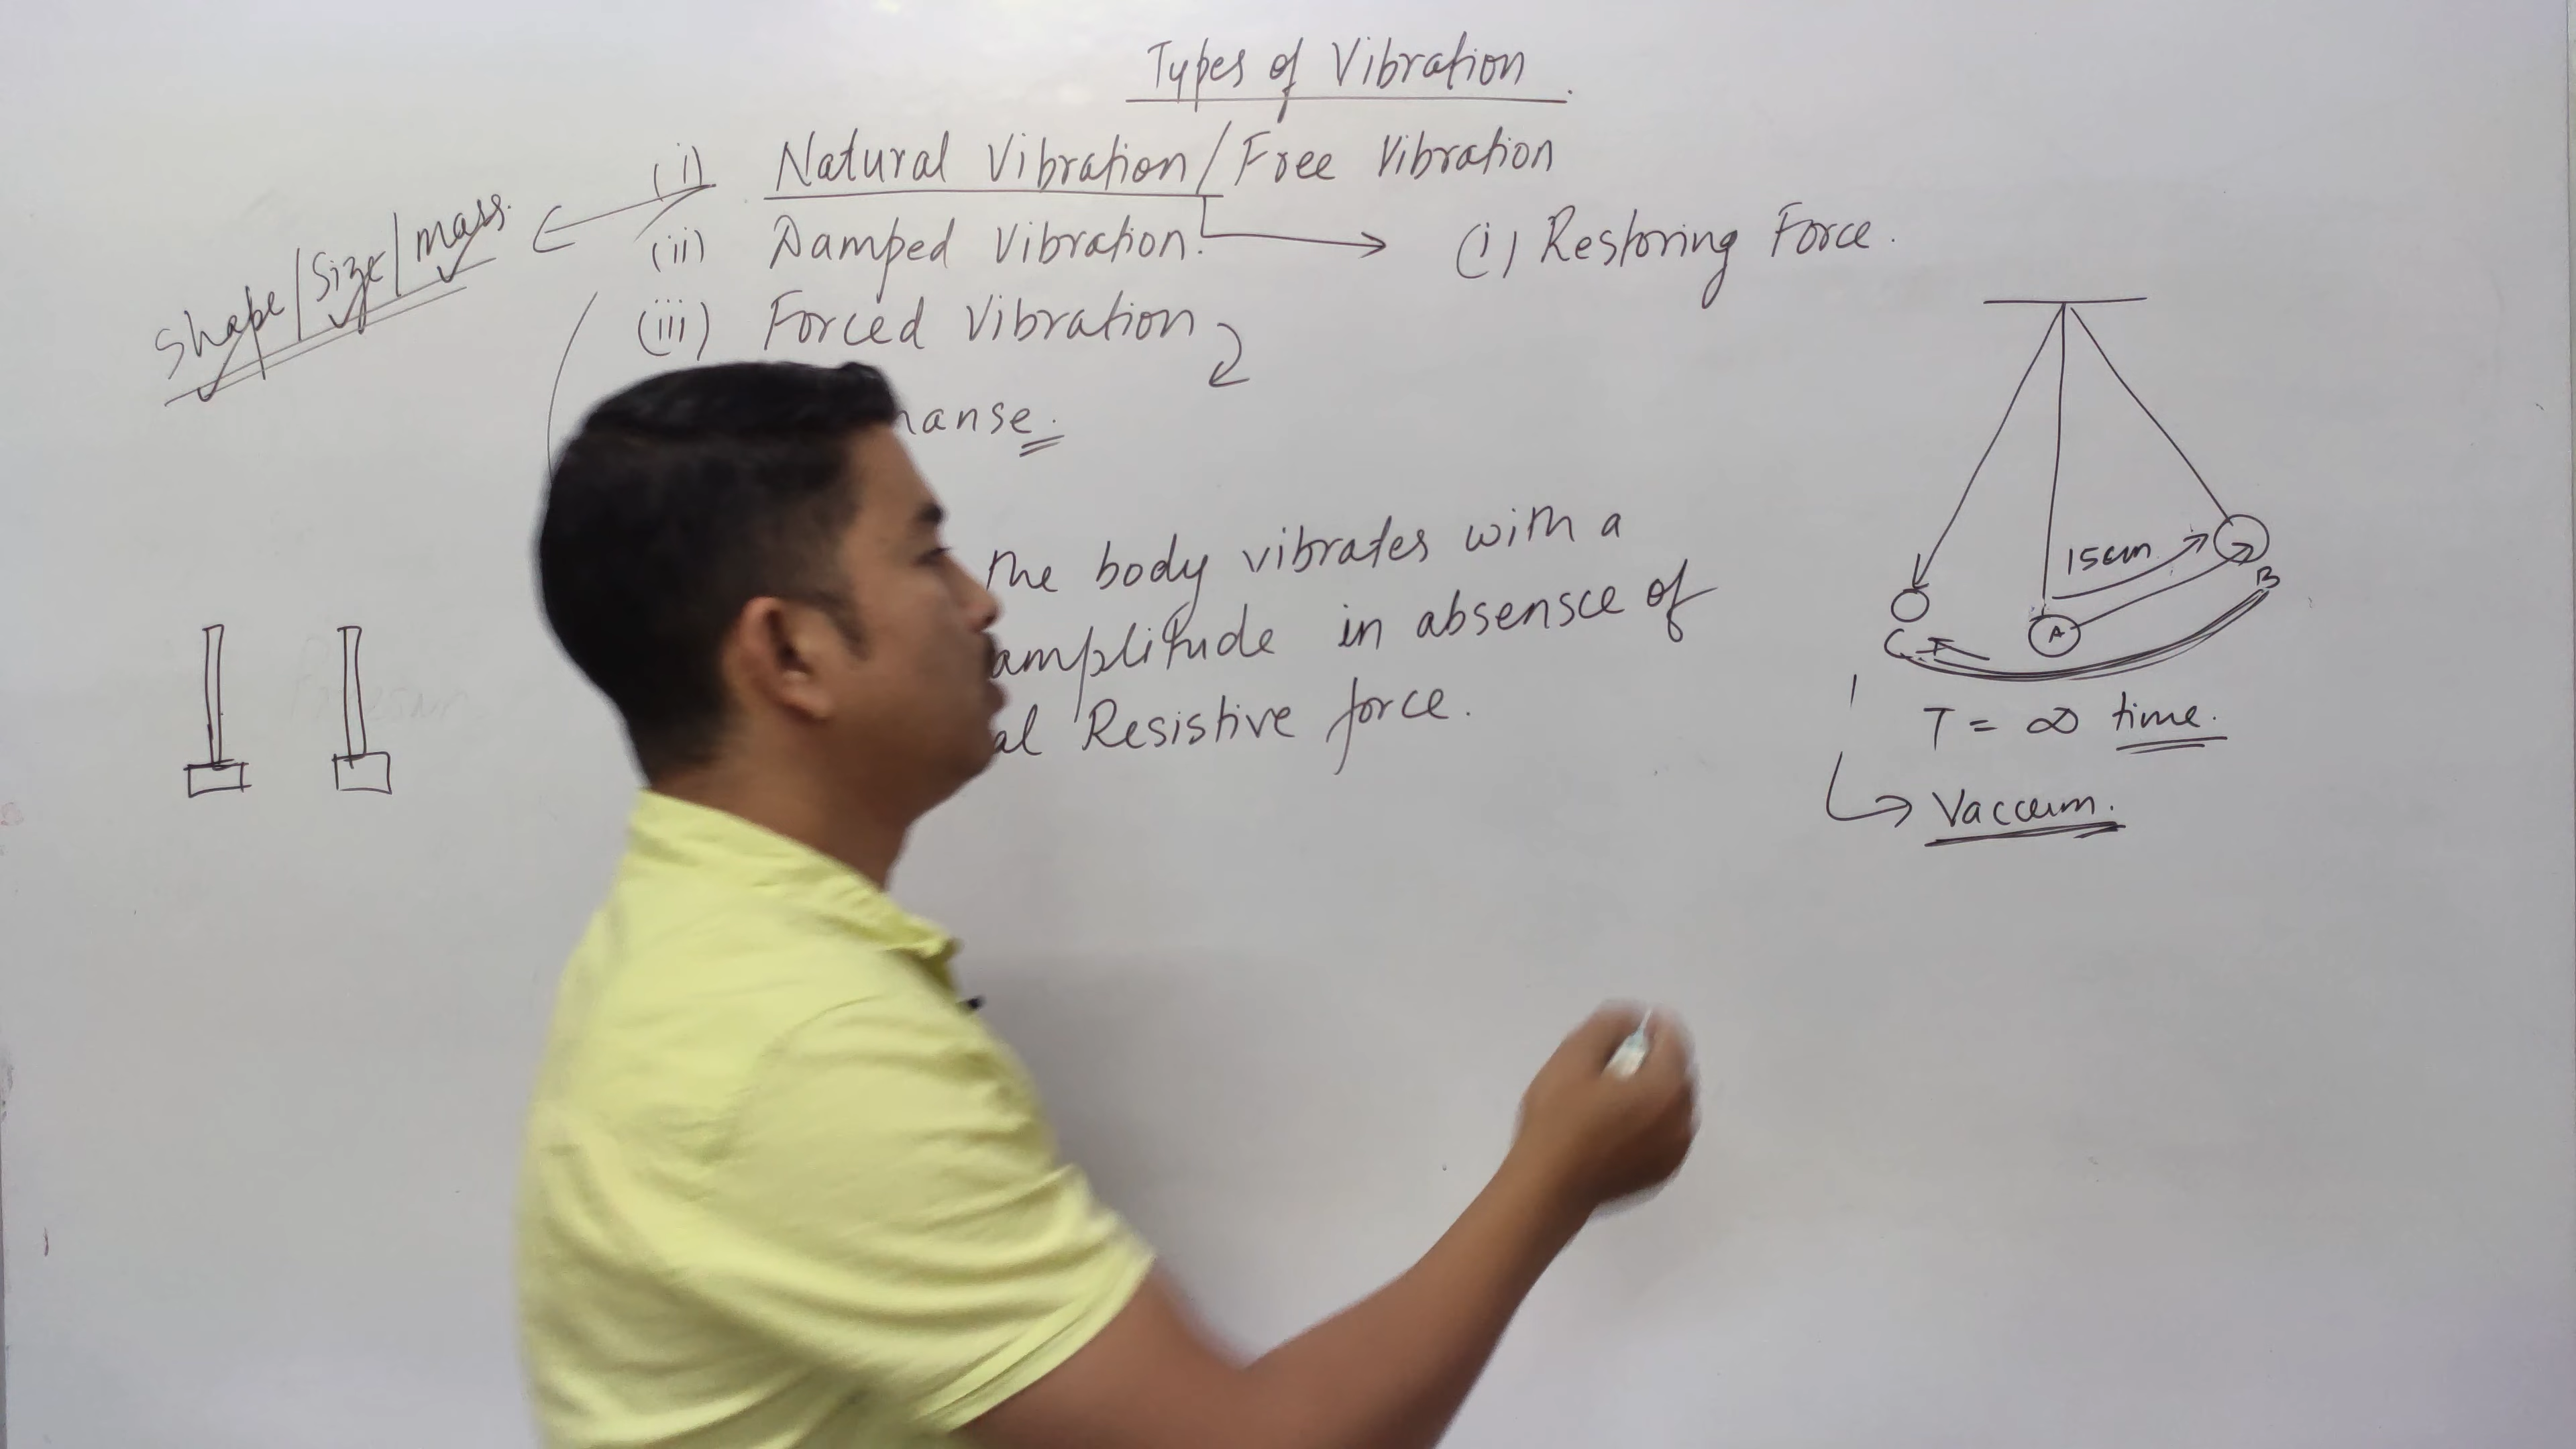 Types of Vibration.
(i) Natural Vibration/Free Vibration
Shape/Size/mass.
(ii) Damped Vibration.
(i) Restoring Force.
(iii) Forced Vibration
the body vibrates with a
amplitude in absensce of
Resistive force.
15cm
A
B
C
T = ∞ time.
Vaccum.